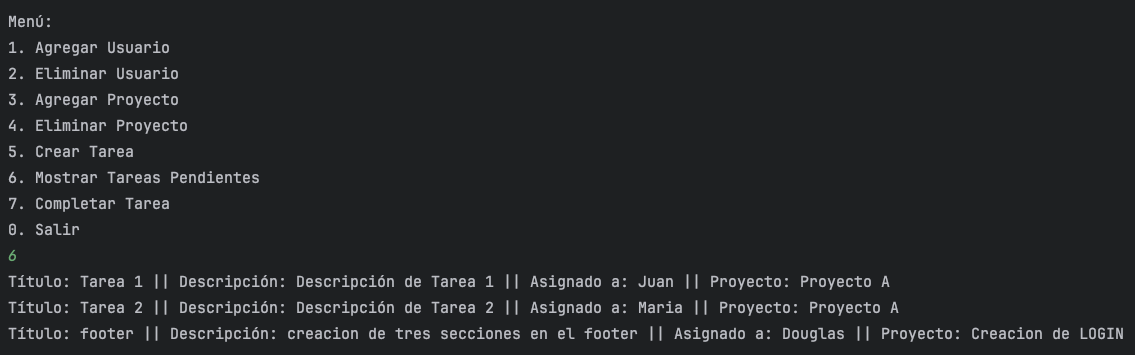 Menú:
1. Agregar Usuario
2. Eliminar Usuario
3. Agregar Proyecto
4. Eliminar Proyecto
5. Crear Tarea
6. Mostrar Tareas Pendientes
7. Completar Tarea
0. Salir
6
Título: Tarea 1 || Descripción: Descripción de Tarea 1 || Asignado a: Juan || Proyecto: Proyecto A
Título: Tarea 2 || Descripción: Descripción de Tarea 2 || Asignado a: Maria || Proyecto: Proyecto A
Título: footer || Descripción: creacion de tres secciones en el footer || Asignado a: Douglas || Proyecto: Creacion de LOGIN